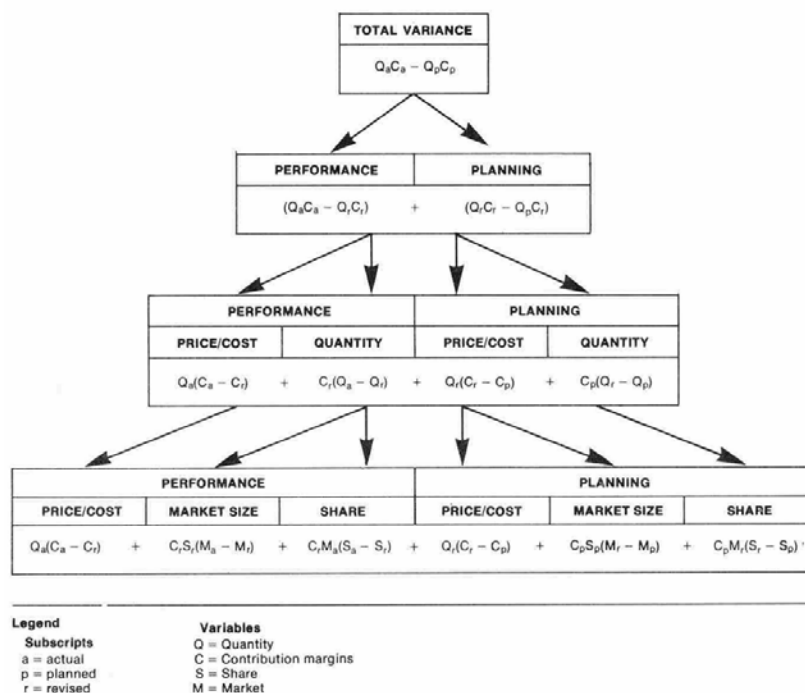 TOTAL VARIANCE
QₐCₐ − QₚCₚ
PERFORMANCE PLANNING
(QₐCₐ − QᵣCᵣ) + (QᵣCᵣ − QₚCᵣ)
PERFORMANCE PLANNING
PRICE/COST QUANTITY PRICE/COST QUANTITY
Qₐ(Cₐ − Cᵣ) + Cᵣ(Qₐ − Qᵣ) + Qᵣ(Cᵣ − Cₚ) + Cₚ(Qᵣ − Qₚ)
PERFORMANCE PLANNING
PRICE/COST MARKET SIZE SHARE PRICE/COST MARKET SIZE SHARE
Qₐ(Cₐ − Cᵣ) + CᵣSᵣ(Mₐ − Mᵣ) + CᵣMₐ(Sₐ − Sᵣ) + Qᵣ(Cᵣ − Cₚ) + CₚSₚ(Mᵣ − Mₚ) + CₚMᵣ(Sᵣ − Sₚ)
Legend
Subscripts Variables
a = actual Q = Quantity
p = planned C = Contribution margins
r = revised S = Share
M = Market